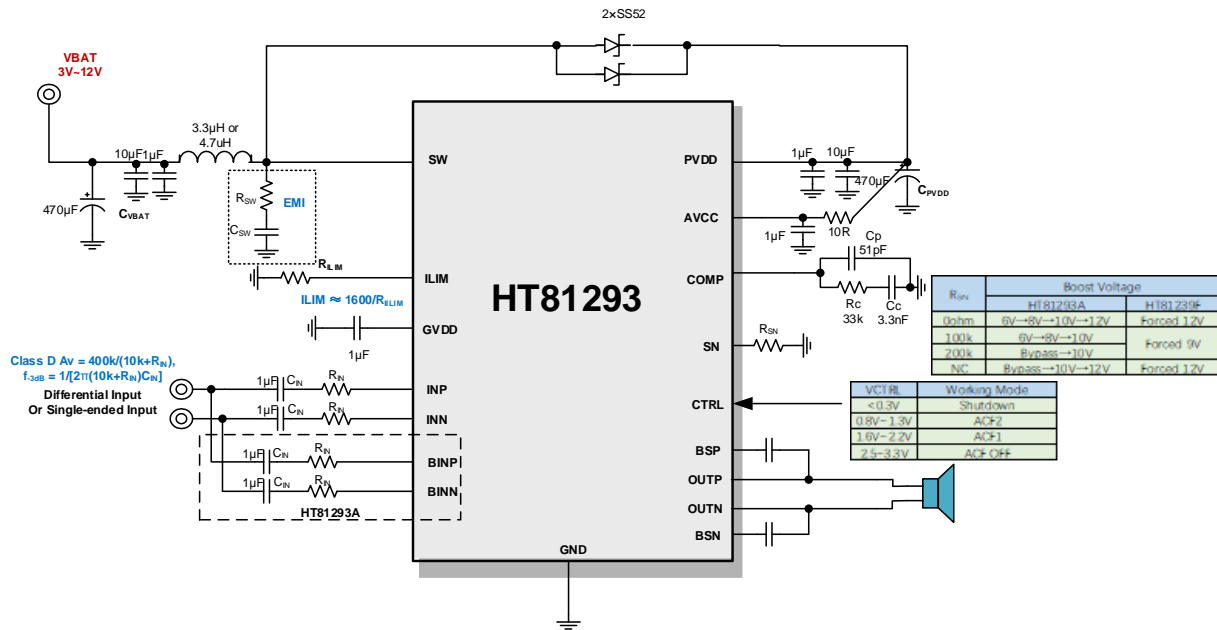 2×SS52
VBAT
3V~12V
3.3µH or
4.7uH
10µF
1µF
470µF
CVBAT
RSW
CSW
EMI
RILIM
ILIM ≈ 1600/RILIM
1µF
Class D Av = 400k/(10k+RIN),
f-3dB = 1/[2π(10k+RIN)CIN]
Differential Input
Or Single-ended Input
1µF CIN RIN
1µF CIN RIN
1µF CIN RIN
1µF CIN RIN
HT81293A
SW
ILIM
GVDD
INP
INN
BINP
BINN
HT81293
GND
PVDD
AVCC
COMP
SN
CTRL
BSP
OUTP
OUTN
BSN
1µF
10µF
470µF
CPVDD
1µF
10R
Cp
51pF
Rc
33k
Cc
3.3nF
RSN
RSN Boost Voltage
HT81293A HT81239F
0ohm 6V→8V→10V→12V Forced 12V
100k 6V→8V→10V Forced 9V
200k Bypass→10V
NC Bypass→10V→12V Forced 12V
VCTRL Working Mode
<0.3V Shutdown
0.8V~1.3V ACF2
1.6V~2.2V ACF1
2.5~3.3V ACF OFF